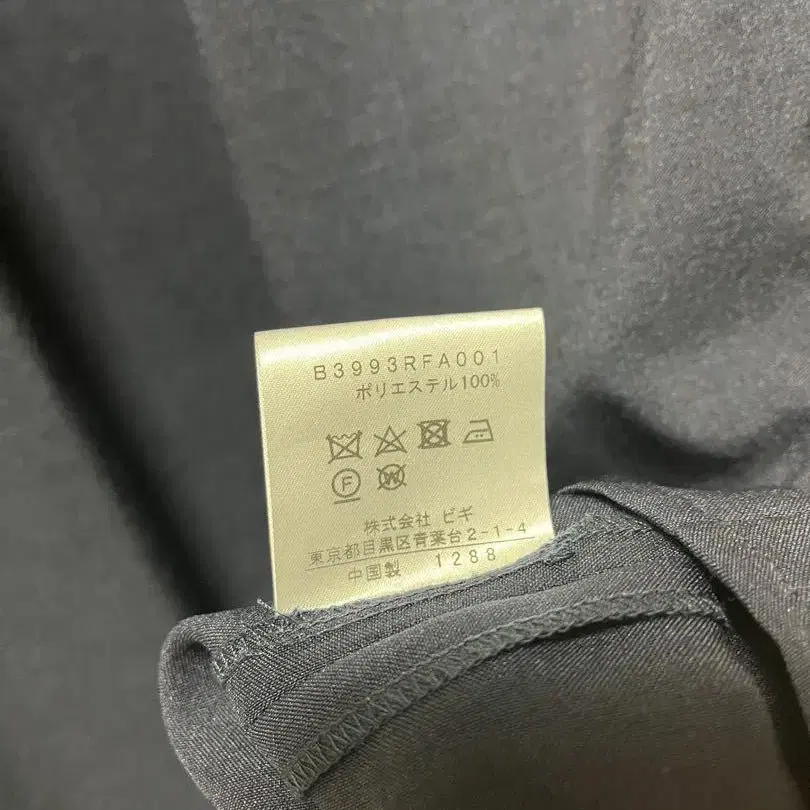 B3993RFA001
ポリエステル100%
F W
株式会社 ビギ
東京都目黒区青葉台2-1-4
中国製 1288